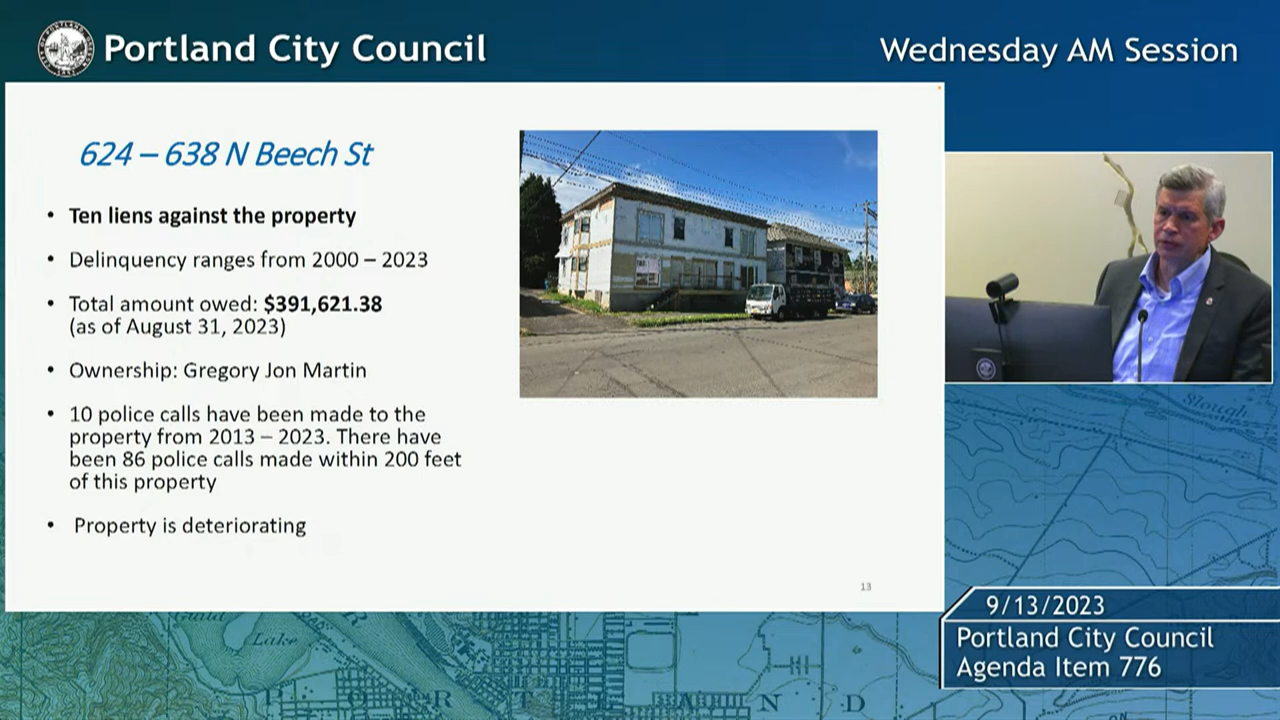 Portland City Council
Wednesday AM Session
624 – 638 N Beech St
• Ten liens against the property
• Delinquency ranges from 2000 – 2023
• Total amount owed: $391,621.38
(as of August 31, 2023)
• Ownership: Gregory Jon Martin
• 10 police calls have been made to the
property from 2013 – 2023. There have
been 86 police calls made within 200 feet
of this property
• Property is deteriorating
13
Slough
9/13/2023
Portland City Council
Agenda Item 776
Guild
Lake
P O R T L A N D